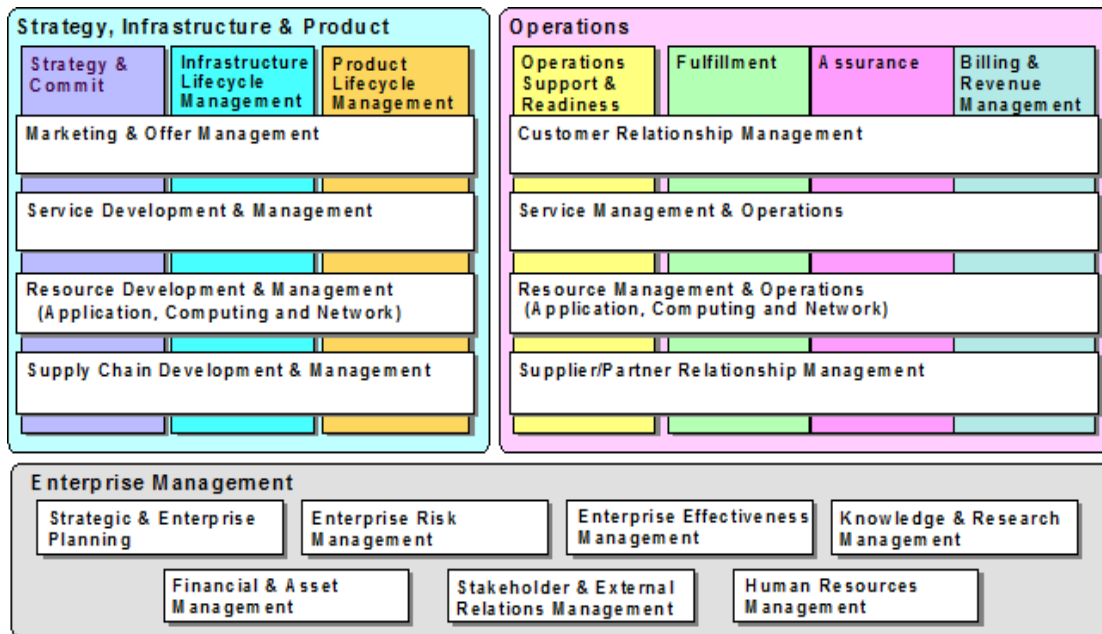 Strategy, Infrastructure & Product
Strategy &
Commit
Infrastructure
Lifecycle
Management
Product
Lifecycle
Management
Marketing & Offer Management
Service Development & Management
Resource Development & Management
(Application, Computing and Network)
Supply Chain Development & Management
Operations
Operations
Support &
Readiness
Fulfillment
Assurance
Billing &
Revenue
Management
Customer Relationship Management
Service Management & Operations
Resource Management & Operations
(Application, Computing and Network)
Supplier/Partner Relationship Management
Enterprise Management
Strategic & Enterprise
Planning
Enterprise Risk
Management
Enterprise Effectiveness
Management
Knowledge & Research
Management
Financial & Asset
Management
Stakeholder & External
Relations Management
Human Resources
Management